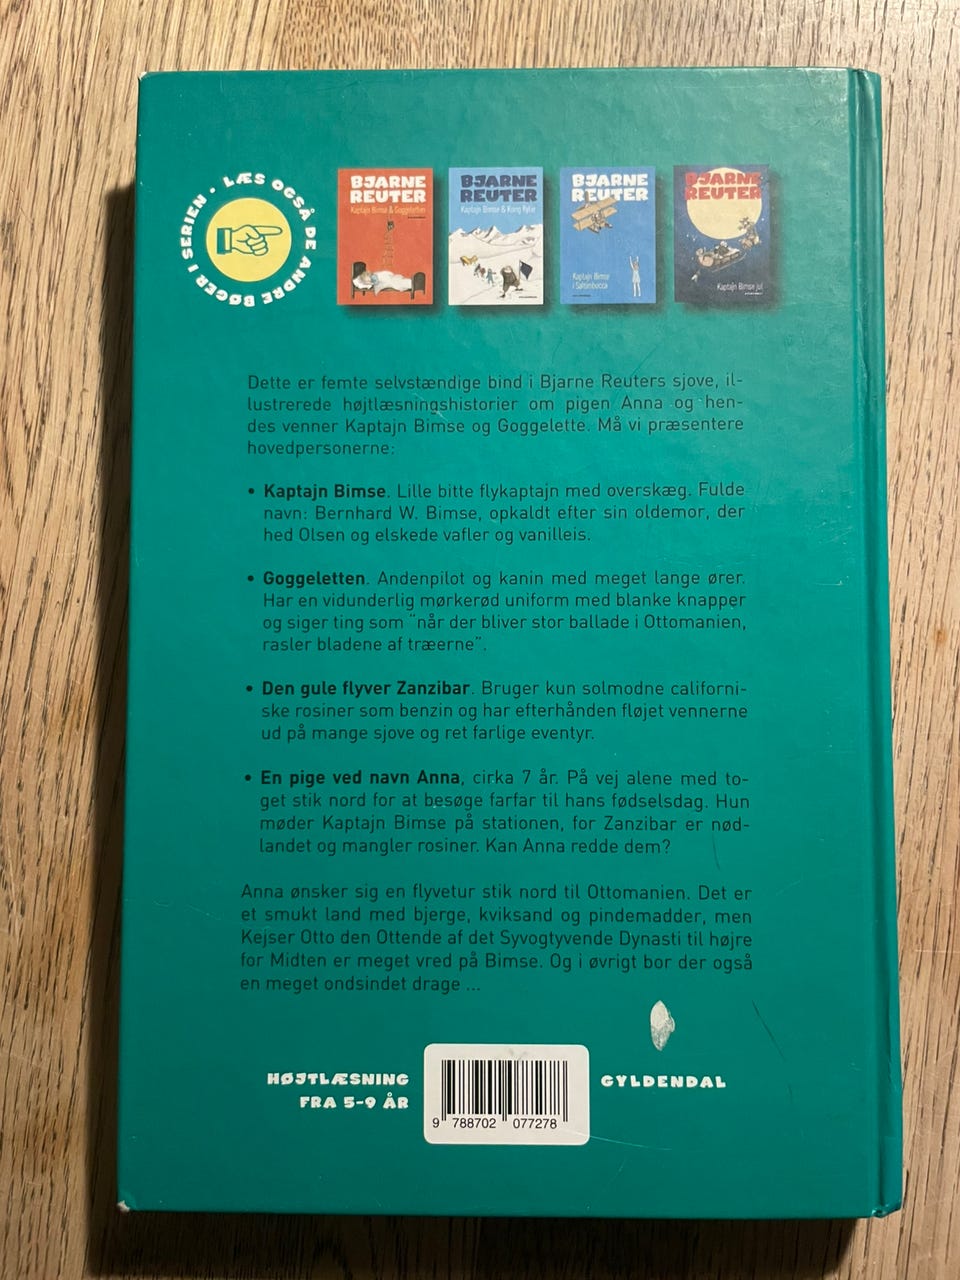 LÆS OGSÅ DE ANDRE BØGER I SERIEN •
BJARNE
REUTER
Kaptajn Bimse & Goggeletten
BJARNE
REUTER
Kaptajn Bimse & Kong Fylie
BJARNE
REUTER
Kaptajn Bimse
i Saltimbucca
BJARNE
REUTER
Kaptajn Bimses jul
Dette er femte selvstændige bind i Bjarne Reuters sjove, il-
lustrerede højtlæsningshistorier om pigen Anna og hen-
des venner Kaptajn Bimse og Goggelette. Må vi præsentere
hovedpersonerne:
• Kaptajn Bimse. Lille bitte flykaptajn med overskæg. Fulde
navn: Bernhard W. Bimse, opkaldt efter sin oldemor, der
hed Olsen og elskede vafler og vanilleis.
• Goggeletten. Andenpilot og kanin med meget lange ører.
Har en vidunderlig mørkerød uniform med blanke knapper
og siger ting som "når der bliver stor ballade i Ottomanien,
rasler bladene af træerne".
• Den gule flyver Zanzibar. Bruger kun solmodne californi-
ske rosiner som benzin og har efterhånden fløjet vennerne
ud på mange sjove og ret farlige eventyr.
• En pige ved navn Anna, cirka 7 år. På vej alene med to-
get stik nord for at besøge farfar til hans fødselsdag. Hun
møder Kaptajn Bimse på stationen, for Zanzibar er nød-
landet og mangler rosiner. Kan Anna redde dem?
Anna ønsker sig en flyvetur stik nord til Ottomanien. Det er
et smukt land med bjerge, kviksand og pindemadder, men
Kejser Otto den Ottende af det Syvogtyvende Dynasti til højre
for Midten er meget vred på Bimse. Og i øvrigt bor der også
en meget ondsindet drage ...
HØJTLÆSNING
FRA 5-9 ÅR
9 788702 077278
GYLDENDAL